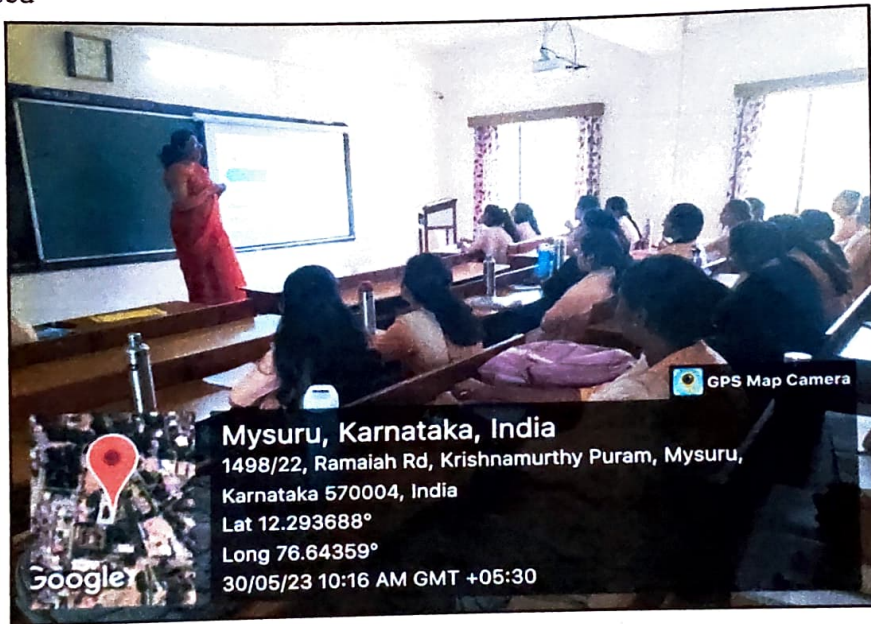 GPS Map Camera
Mysuru, Karnataka, India
1498/22, Ramaiah Rd, Krishnamurthy Puram, Mysuru,
Karnataka 570004, India
Lat 12.293688°
Long 76.64359°
30/05/23 10:16 AM GMT +05:30
Google